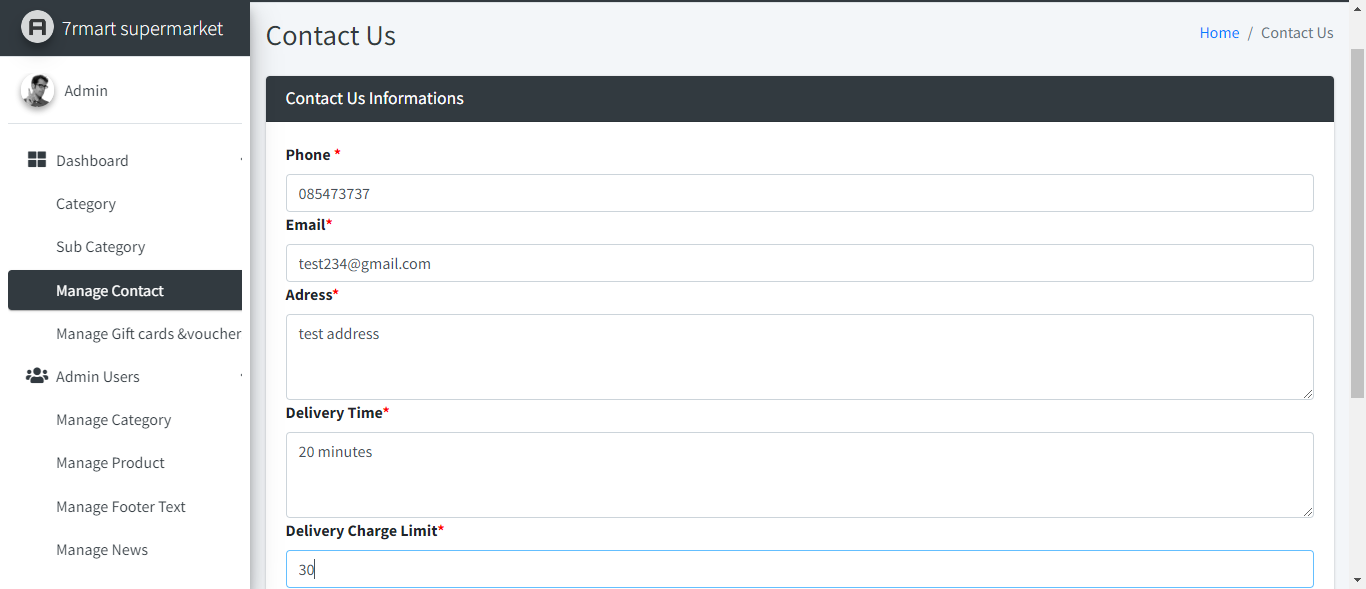 7rmart supermarket
Admin
Dashboard
Category
Sub Category
Manage Contact
Manage Gift cards &voucher
Admin Users
Manage Category
Manage Product
Manage Footer Text
Manage News
Contact Us
Home / Contact Us
Contact Us Informations
Phone *
085473737
Email*
test234@gmail.com
Adress*
test address
Delivery Time*
20 minutes
Delivery Charge Limit*
30